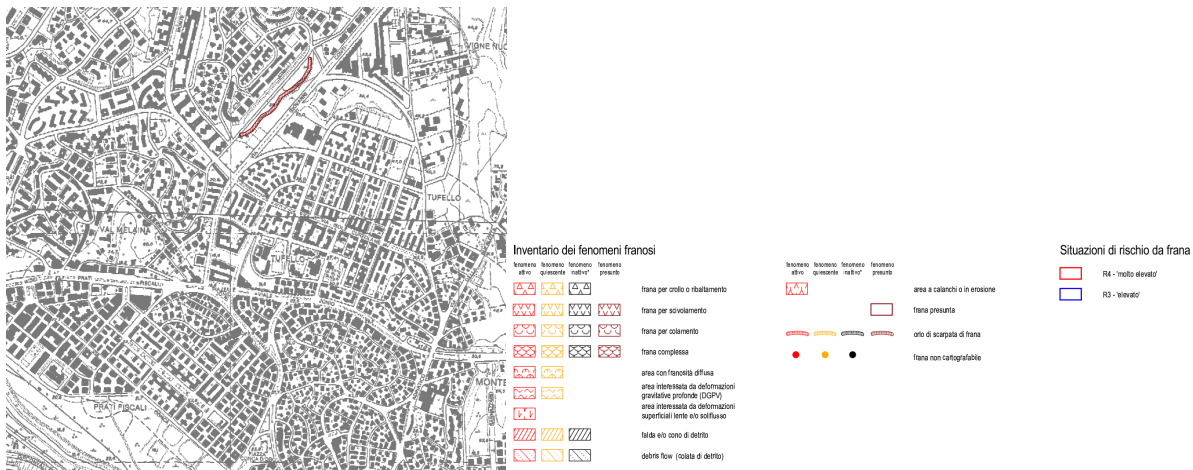 VIGNE NUO
TUFELLO
VAL MELAINA
TUFELLO
PRATI
FISCALI
PRATI FISCALI
MONTE
Inventario dei fenomeni franosi
fenomeno attivo
fenomeno quiescente
fenomeno inattivo*
fenomeno presunto
frana per crollo o ribaltamento
frana per scivolamento
frana per colamento
frana complessa
area con franosità diffusa
area interessata da deformazioni
gravitative profonde (DGPV)
area interessata da deformazioni
superficiali lente e/o soliflusso
falda e/o cono di detrito
debris flow (colata di detrito)
fenomeno attivo
fenomeno quiescente
fenomeno inattivo*
fenomeno presunto
area a calanchi o in erosione
frana presunta
orlo di scarpata di frana
frana non cartografabile
Situazioni di rischio da frana
R4 - 'molto elevato'
R3 - 'elevato'